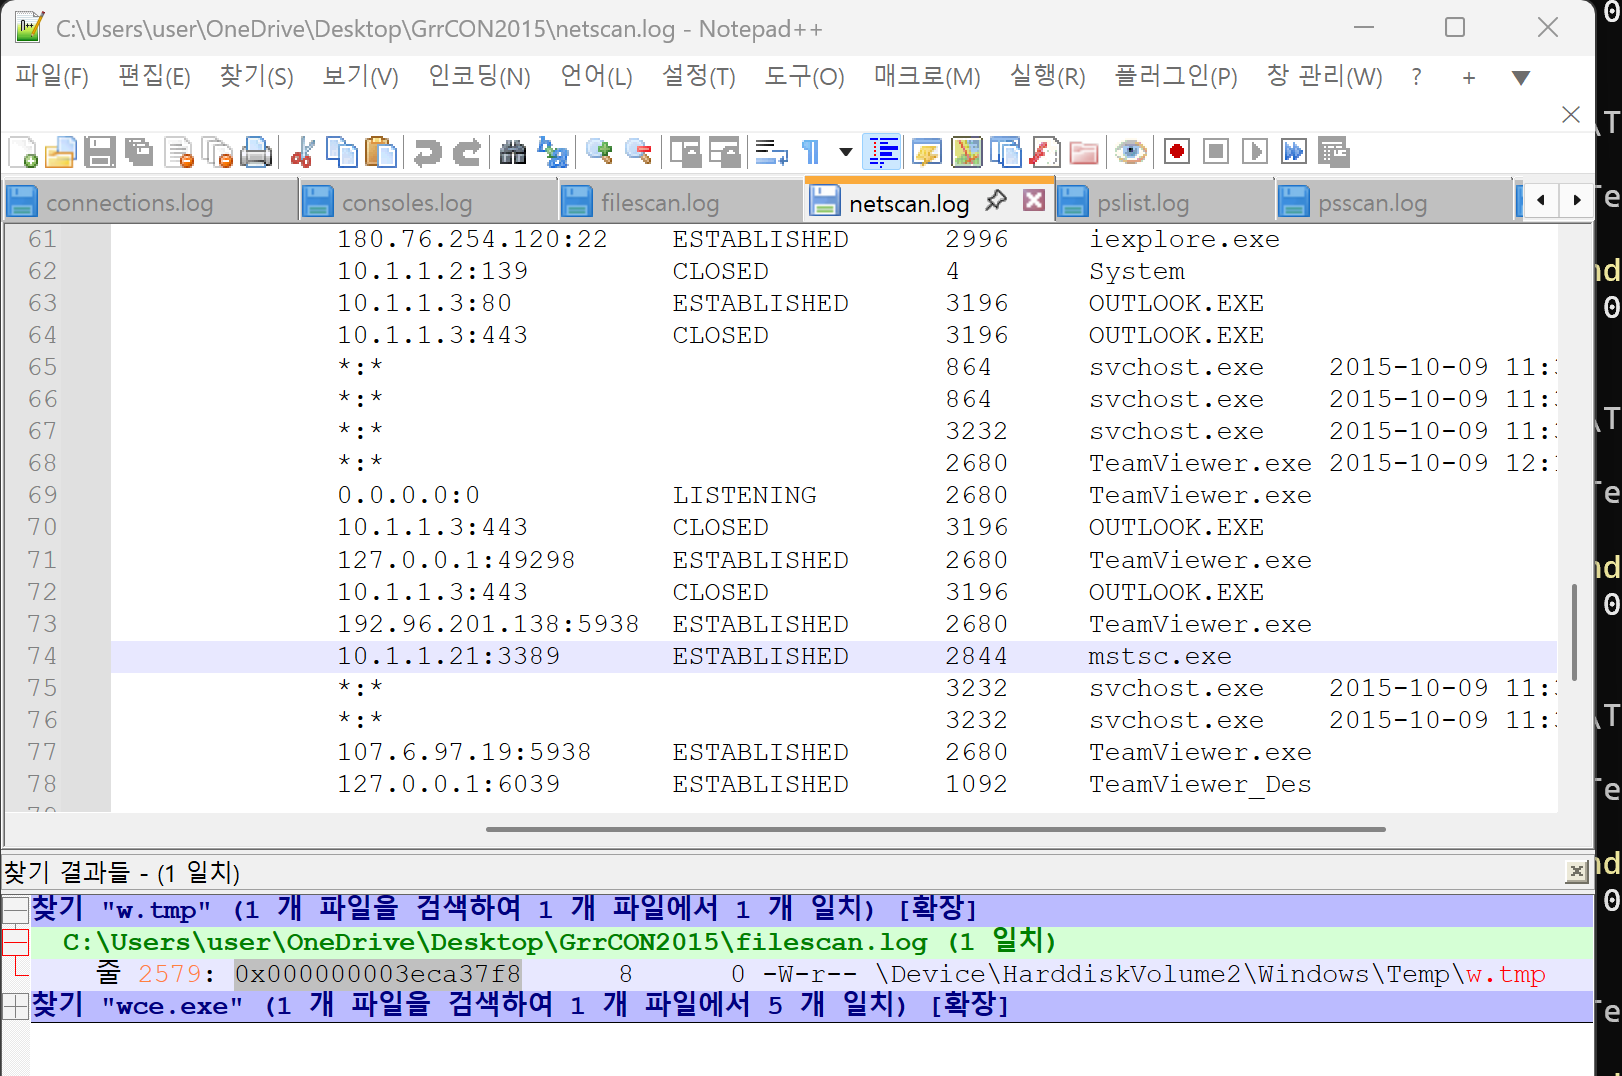 C:\Users\user\OneDrive\Desktop\GrrCON2015\netscan.log - Notepad++
파일(F) 편집(E) 찾기(S) 보기(V) 인코딩(N) 언어(L) 설정(T) 도구(O) 매크로(M) 실행(R) 플러그인(P) 창 관리(W) ? + ▼
connections.log consoles.log filescan.log netscan.log pslist.log psscan.log
61 180.76.254.120:22 ESTABLISHED 2996 iexplore.exe
62 10.1.1.2:139 CLOSED 4 System
63 10.1.1.3:80 ESTABLISHED 3196 OUTLOOK.EXE
64 10.1.1.3:443 CLOSED 3196 OUTLOOK.EXE
65 *:* 864 svchost.exe 2015-10-09 11:
66 *:* 864 svchost.exe 2015-10-09 11:
67 *:* 3232 svchost.exe 2015-10-09 11:
68 *:* 2680 TeamViewer.exe 2015-10-09 12:
69 0.0.0.0:0 LISTENING 2680 TeamViewer.exe
70 10.1.1.3:443 CLOSED 3196 OUTLOOK.EXE
71 127.0.0.1:49298 ESTABLISHED 2680 TeamViewer.exe
72 10.1.1.3:443 CLOSED 3196 OUTLOOK.EXE
73 192.96.201.138:5938 ESTABLISHED 2680 TeamViewer.exe
74 10.1.1.21:3389 ESTABLISHED 2844 mstsc.exe
75 *:* 3232 svchost.exe 2015-10-09 11:
76 *:* 3232 svchost.exe 2015-10-09 11:
77 107.6.97.19:5938 ESTABLISHED 2680 TeamViewer.exe
78 127.0.0.1:6039 ESTABLISHED 1092 TeamViewer_Des
찾기 결과들 - (1 일치)
찾기 "w.tmp" (1 개 파일을 검색하여 1 개 파일에서 1 개 일치) [확장]
C:\Users\user\OneDrive\Desktop\GrrCON2015\filescan.log (1 일치)
줄 2579: 0x000000003eca37f8 8 0 -W-r-- \Device\HarddiskVolume2\Windows\Temp\w.tmp
찾기 "wce.exe" (1 개 파일을 검색하여 1 개 파일에서 5 개 일치) [확장]